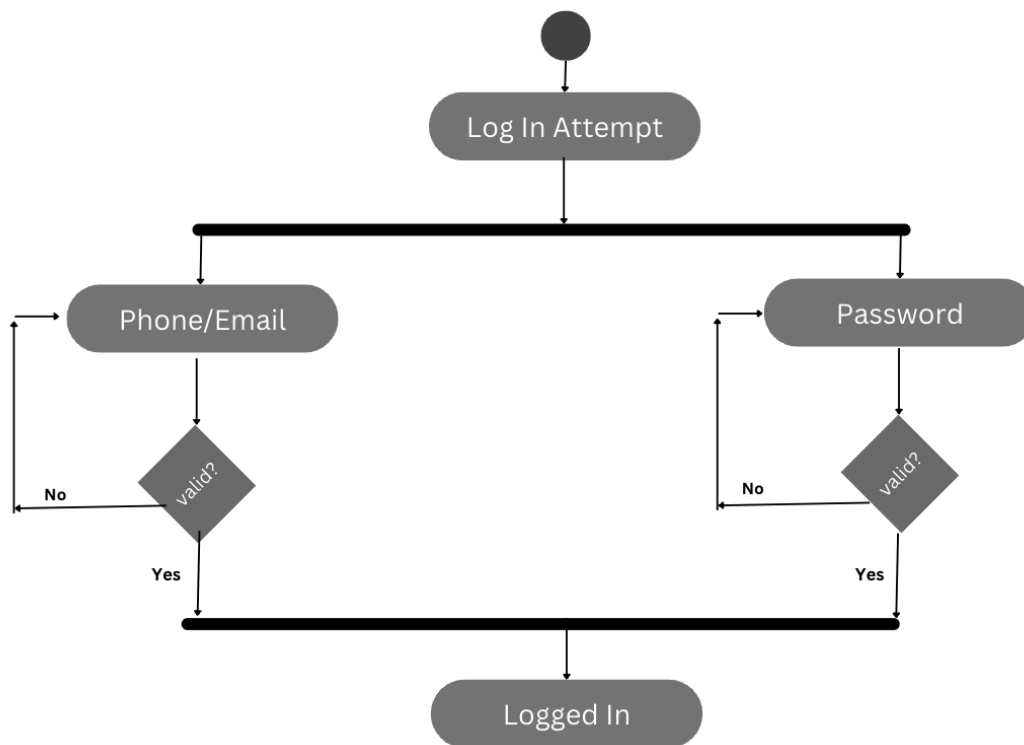 Log In Attempt
Phone/Email
Password
valid?
valid?
No
No
Yes
Yes
Logged In